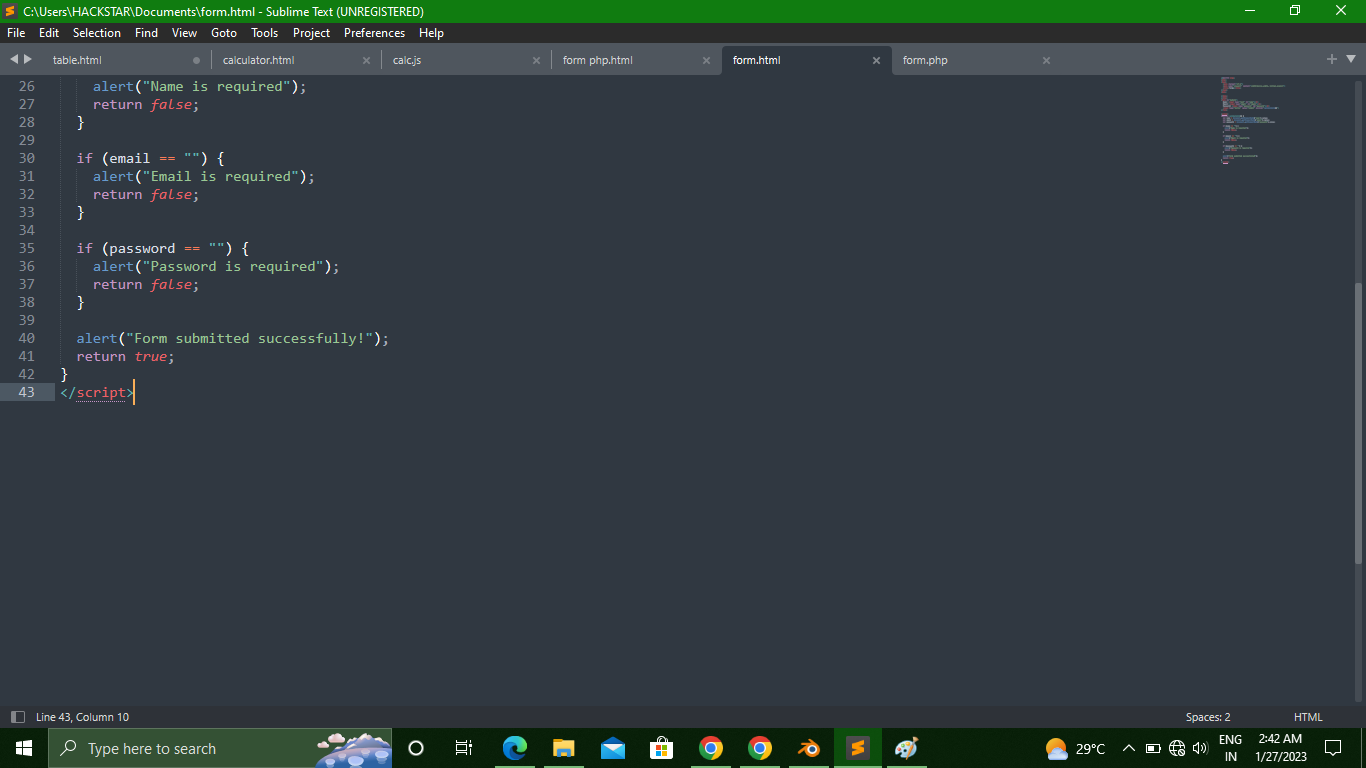 C:\Users\HACKSTAR\Documents\form.html - Sublime Text (UNREGISTERED)
File Edit Selection Find View Goto Tools Project Preferences Help
table.html calculator.html calc.js form php.html form.html form.php
26 alert("Name is required");
27 return false;
28 }
29
30 if (email == "") {
31 alert("Email is required");
32 return false;
33 }
34
35 if (password == "") {
36 alert("Password is required");
37 return false;
38 }
39
40 alert("Form submitted successfully!");
41 return true;
42 }
43 </script>
Line 43, Column 10 Spaces: 2 HTML
Type here to search 29°C ENG 2:42 AM
IN 1/27/2023